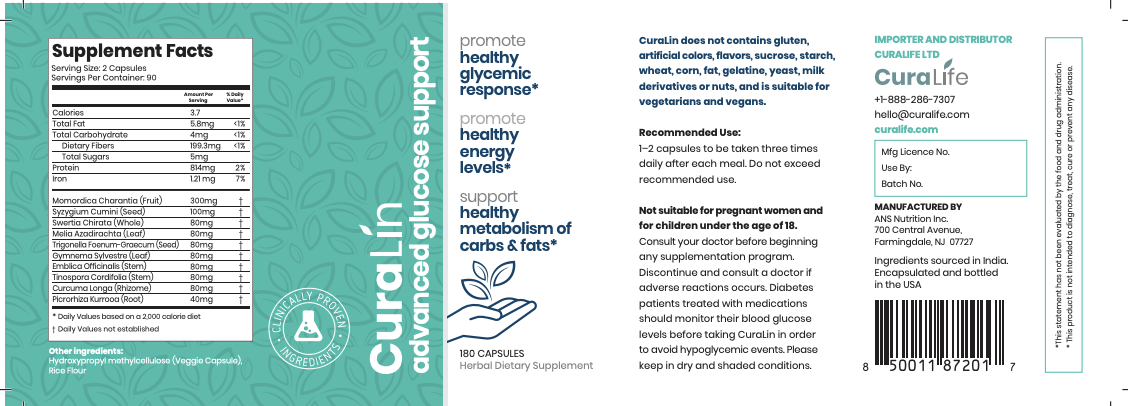 Supplement Facts
Serving Size: 2 Capsules
Servings Per Container: 90
Amount Per Serving % Daily Value*
Calories 3.7
Total Fat 5.8mg <1%
Total Carbohydrate 4mg <1%
Dietary Fibers 199.3mg <1%
Total Sugars 5mg
Protein 814mg 2%
Iron 1.21 mg 7%
Momordica Charantia (Fruit) 300mg †
Syzygium Cumini (Seed) 100mg †
Swertia Chirata (Whole) 80mg †
Melia Azadirachta (Leaf) 80mg †
Trigonella Foenum-Graecum (Seed) 80mg †
Gymnema Sylvestre (Leaf) 80mg †
Emblica Officinalis (Stem) 80mg †
Tinospora Cordifolia (Stem) 80mg †
Curcuma Longa (Rhizome) 80mg †
Picrorhiza Kurrooa (Root) 40mg †
* Daily Values based on a 2,000 calorie diet
† Daily Values not established
Other ingredients:
Hydroxypropyl methylcellulose (Veggie Capsule),
Rice Flour
CLINICALLY PROVEN
INGREDIENTS
CuraLin
advanced glucose support
promote
healthy
glycemic
response*
promote
healthy
energy
levels*
support
healthy
metabolism of
carbs & fats*
180 CAPSULES
Herbal Dietary Supplement
CuraLin does not contains gluten,
artificial colors, flavors, sucrose, starch,
wheat, corn, fat, gelatine, yeast, milk
derivatives or nuts, and is suitable for
vegetarians and vegans.
Recommended Use:
1–2 capsules to be taken three times
daily after each meal. Do not exceed
recommended use.
Not suitable for pregnant women and
for children under the age of 18.
Consult your doctor before beginning
any supplementation program.
Discontinue and consult a doctor if
adverse reactions occurs. Diabetes
patients treated with medications
should monitor their blood glucose
levels before taking CuraLin in order
to avoid hypoglycemic events. Please
keep in dry and shaded conditions.
IMPORTER AND DISTRIBUTOR
CURALIFE LTD
CuraLife
+1-888-286-7307
hello@curalife.com
curalife.com
Mfg Licence No.
Use By:
Batch No.
MANUFACTURED BY
ANS Nutrition Inc.
700 Central Avenue,
Farmingdale, NJ 07727
Ingredients sourced in India.
Encapsulated and bottled
in the USA
8 50011 87201 7
*This statement has not been evaluated by the food and drug administration.
* This product is not intended to diagnose, treat, cure or prevent any disease.